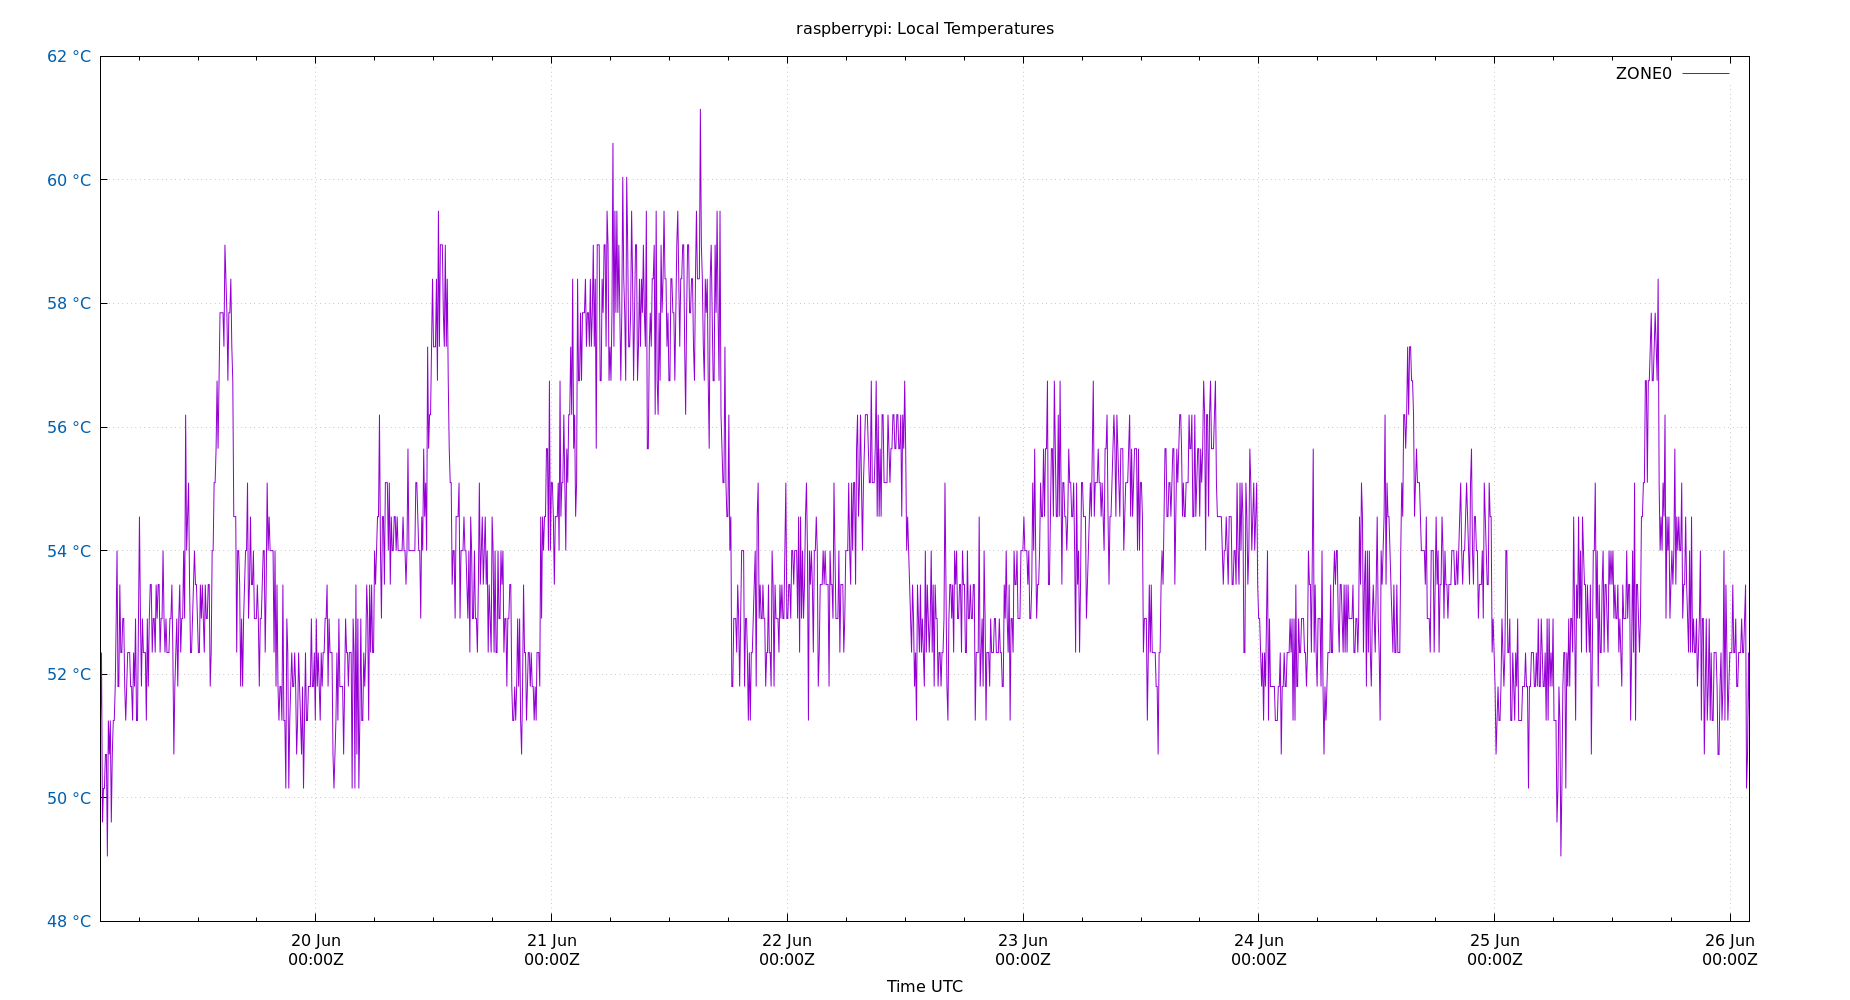 raspberrypi: Local Temperatures
62 °C
ZONE0
60 °C
58 °C
56 °C
54 °C
52 °C
50 °C
48 °C
20 Jun 21 Jun 22 Jun 23 Jun 24 Jun 25 Jun 26 Jun
00:00Z 00:00Z 00:00Z 00:00Z 00:00Z 00:00Z 00:00Z
Time UTC